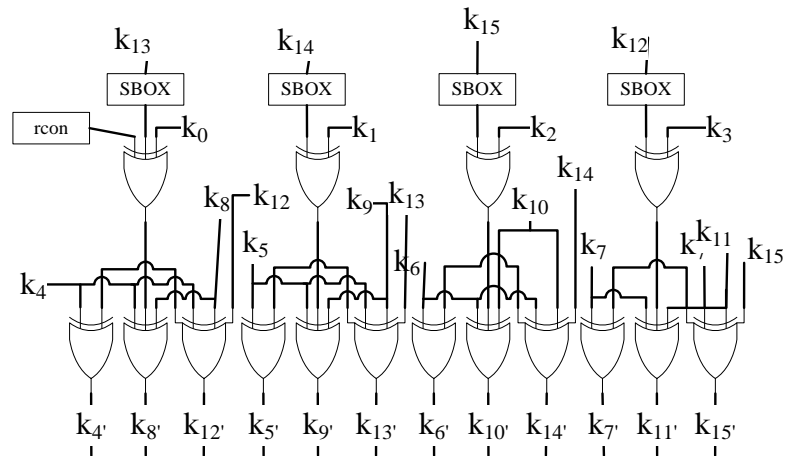 k13 k14 k15 k12
SBOX SBOX SBOX SBOX
rcon k0 k1 k2 k3
k8 k12 k9 k13 k10 k14 k11
k4 k5 k6 k7 k' k15
k4' k8' k12' k5' k9' k13' k6' k10' k14' k7' k11' k15'